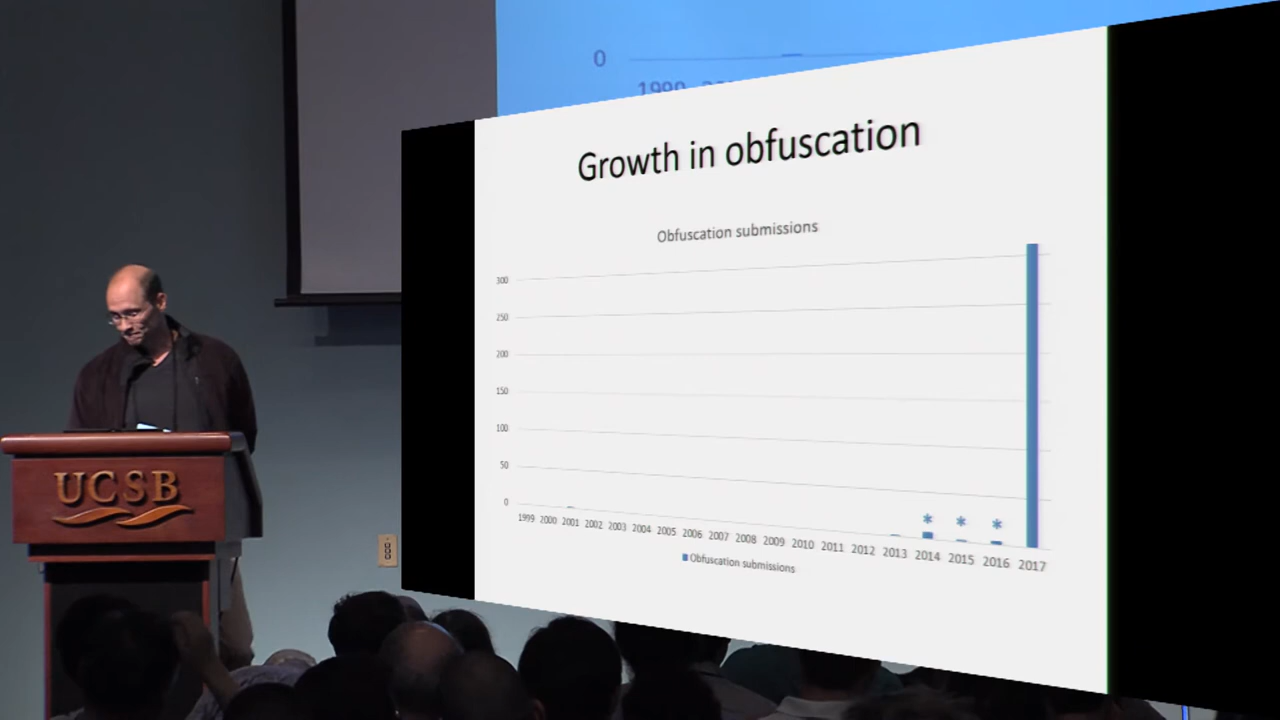 0
1990
Growth in obfuscation
Obfuscation submissions
300
250
200
150
100
50
0
1999 2000 2001 2002 2003 2004 2005 2006 2007 2008 2009 2010 2011 2012 2013 2014 2015 2016 2017
* * *
Obfuscation submissions
UCSB